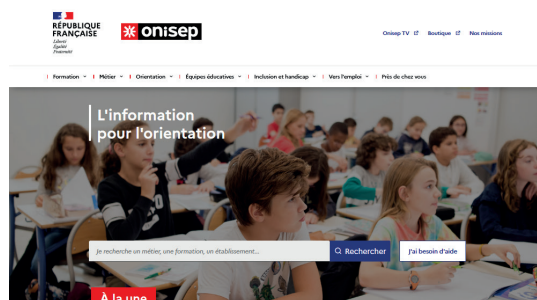 RÉPUBLIQUE
FRANÇAISE
Liberté
Égalité
Fraternité
onisep
Onisep TV
Boutique
Nos missions
Formation
Métier
Orientation
Équipes éducatives
Inclusion et handicap
Vers l'emploi
Près de chez vous
L'information
pour l'orientation
Je recherche un métier, une formation, un établissement...
Rechercher
J'ai besoin d'aide
À la une